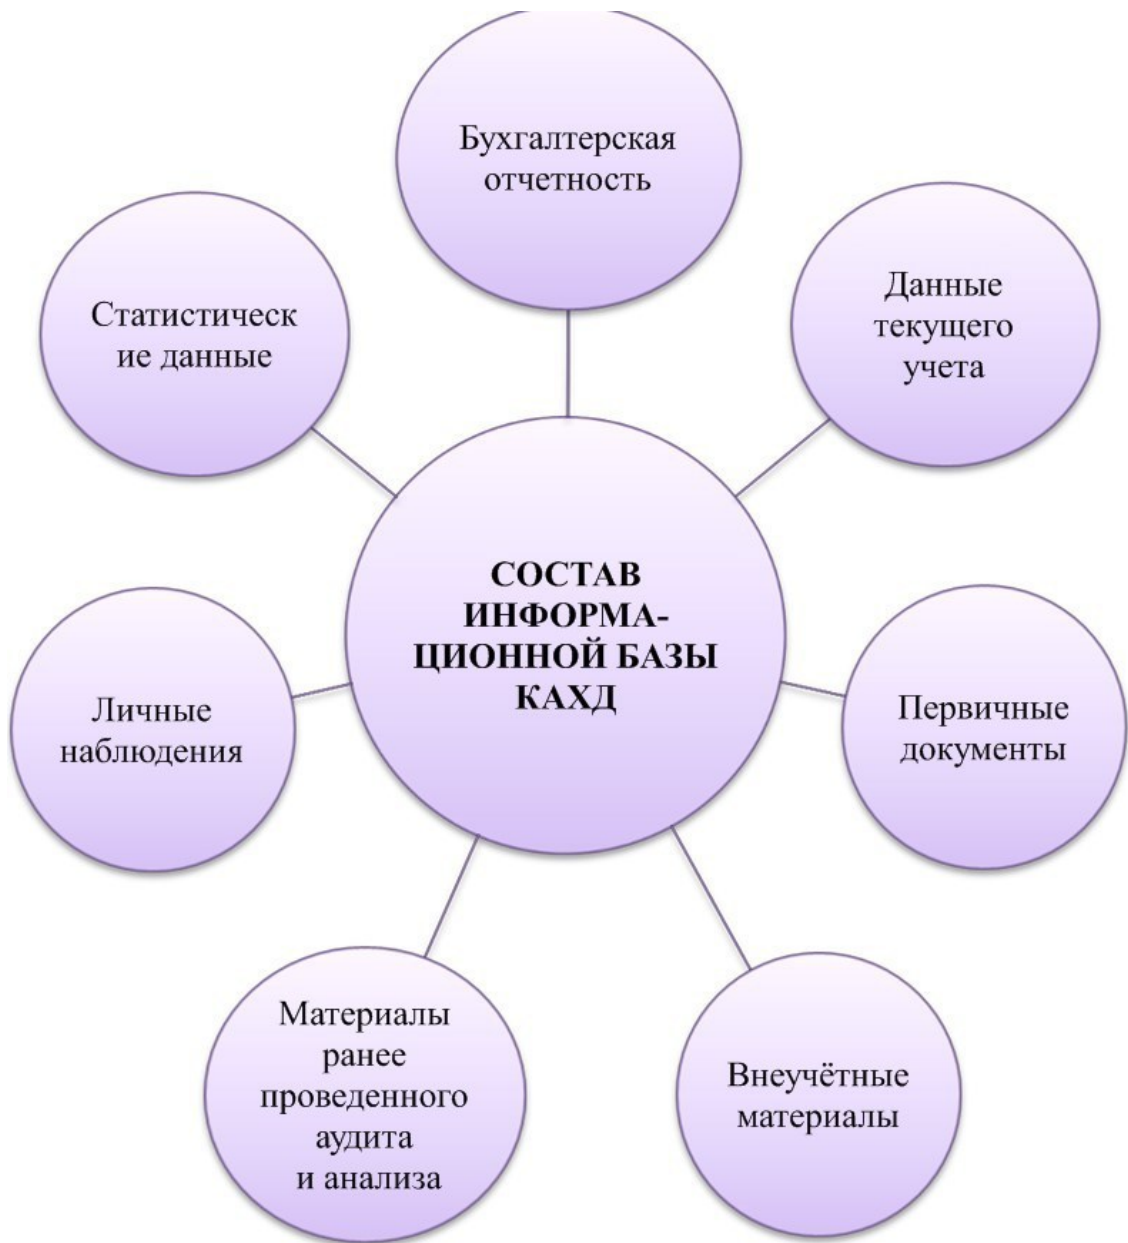 Бухгалтерская
отчетность
Данные
текущего
учета
Первичные
документы
Внеучётные
материалы
Материалы
ранее
проведенного
аудита
и анализа
Личные
наблюдения
Статистическ
ие данные
СОСТАВ
ИНФОРМА-
ЦИОННОЙ БАЗЫ
КАХД